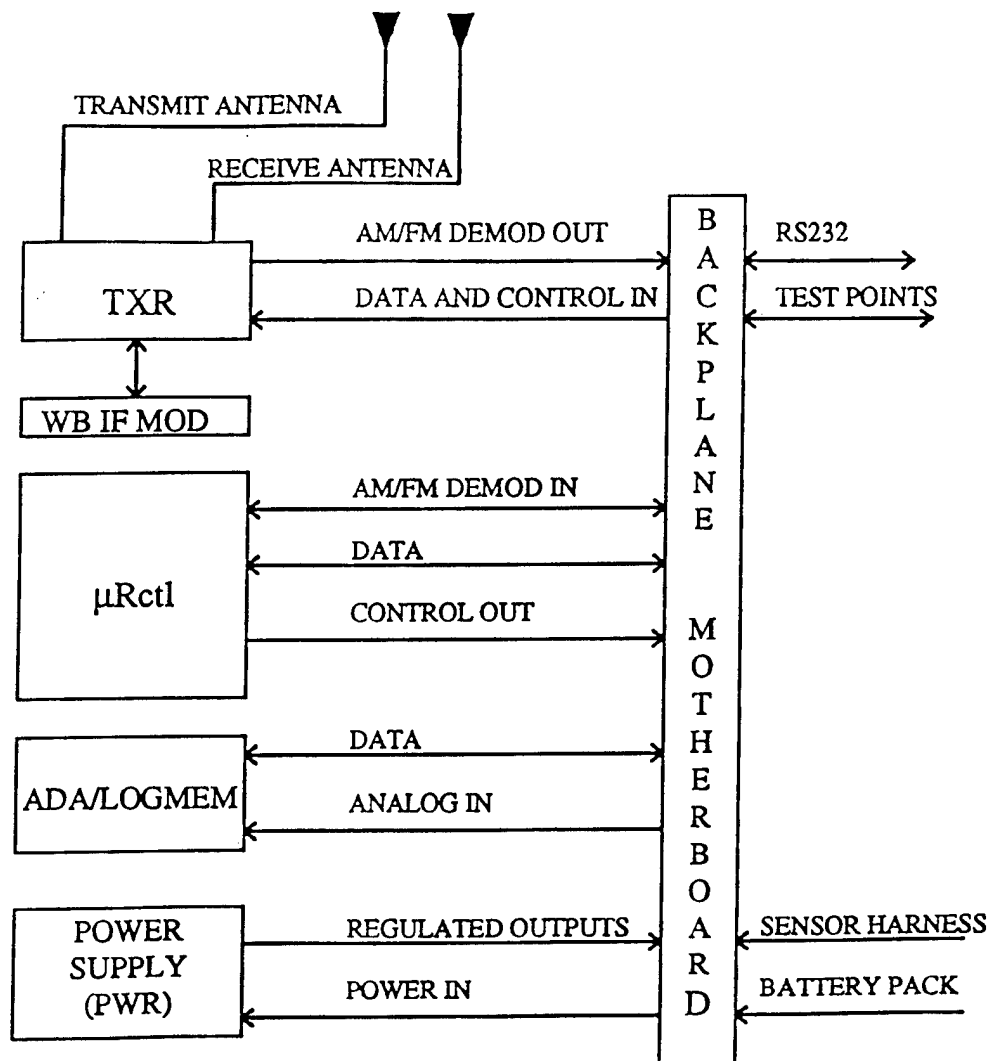 TRANSMIT ANTENNA
RECEIVE ANTENNA
AM/FM DEMOD OUT
RS232
TXR
DATA AND CONTROL IN
TEST POINTS
WB IF MOD
AM/FM DEMOD IN
DATA
μRctl
CONTROL OUT
DATA
ADA/LOGMEM
ANALOG IN
POWER
SUPPLY
(PWR)
REGULATED OUTPUTS
POWER IN
BACKPLANE MOTHERBOARD
SENSOR HARNESS
BATTERY PACK